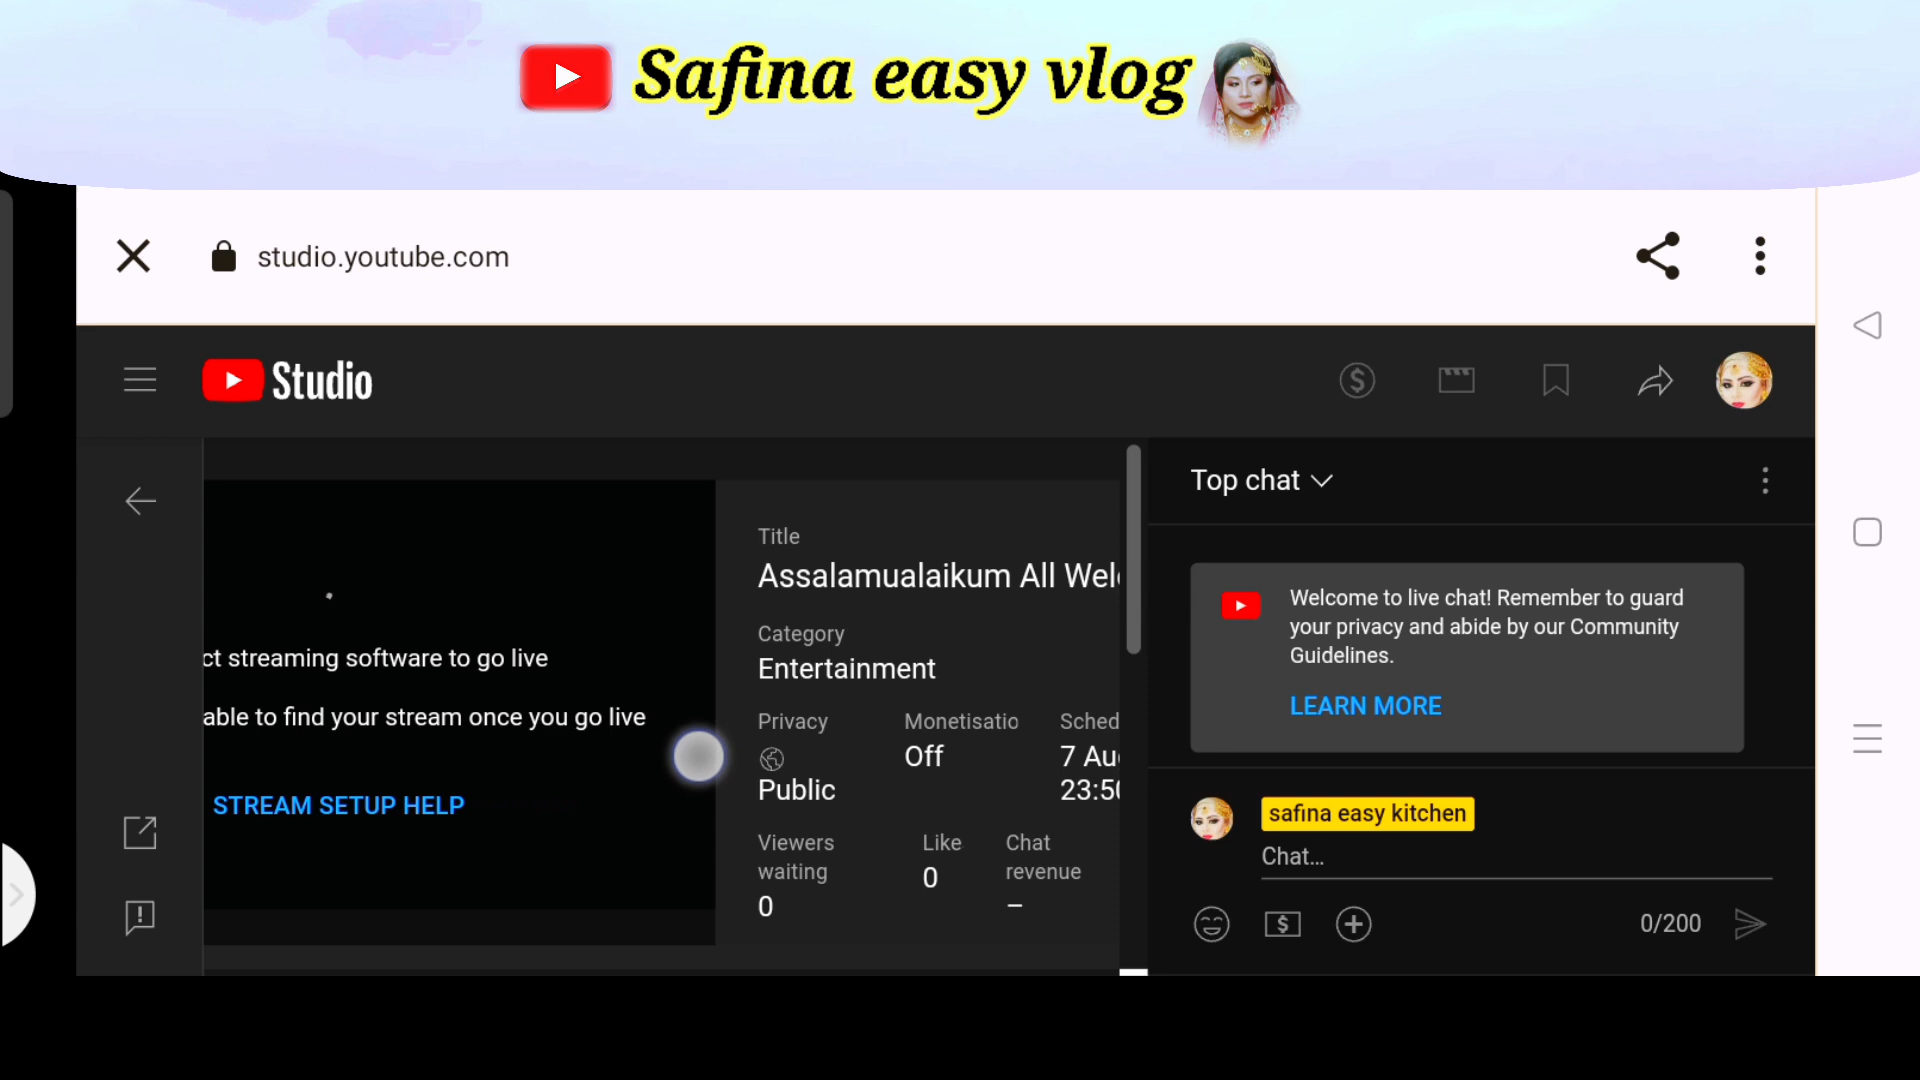 Safina easy vlog
studio.youtube.com
Studio
ct streaming software to go live
able to find your stream once you go live
STREAM SETUP HELP
Title
Assalamualaikum All Wel
Category
Entertainment
Privacy
Public
Monetisatio
Off
Sched
7 Au
23:50
Viewers
waiting
0
Like
0
Chat
revenue
–
Top chat
Welcome to live chat! Remember to guard
your privacy and abide by our Community
Guidelines.
LEARN MORE
safina easy kitchen
Chat...
0/200